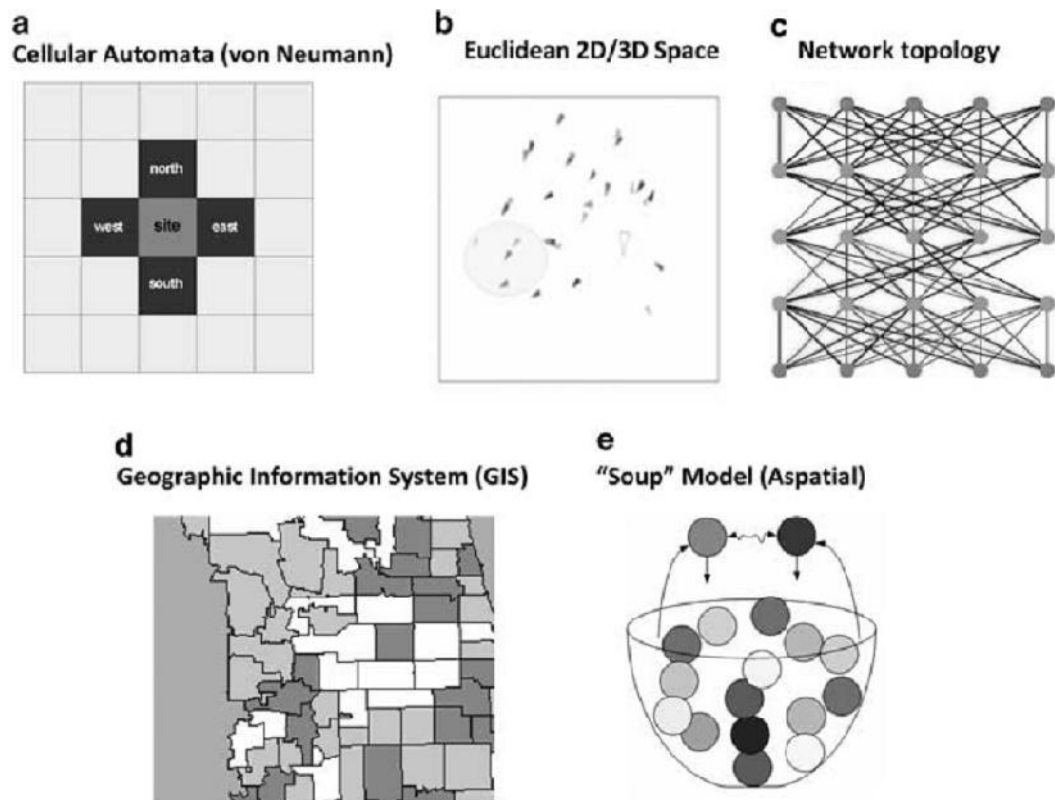 a
Cellular Automata (von Neumann)
north
west
site
east
south
b
Euclidean 2D/3D Space
c
Network topology
d
Geographic Information System (GIS)
e
“Soup” Model (Aspatial)